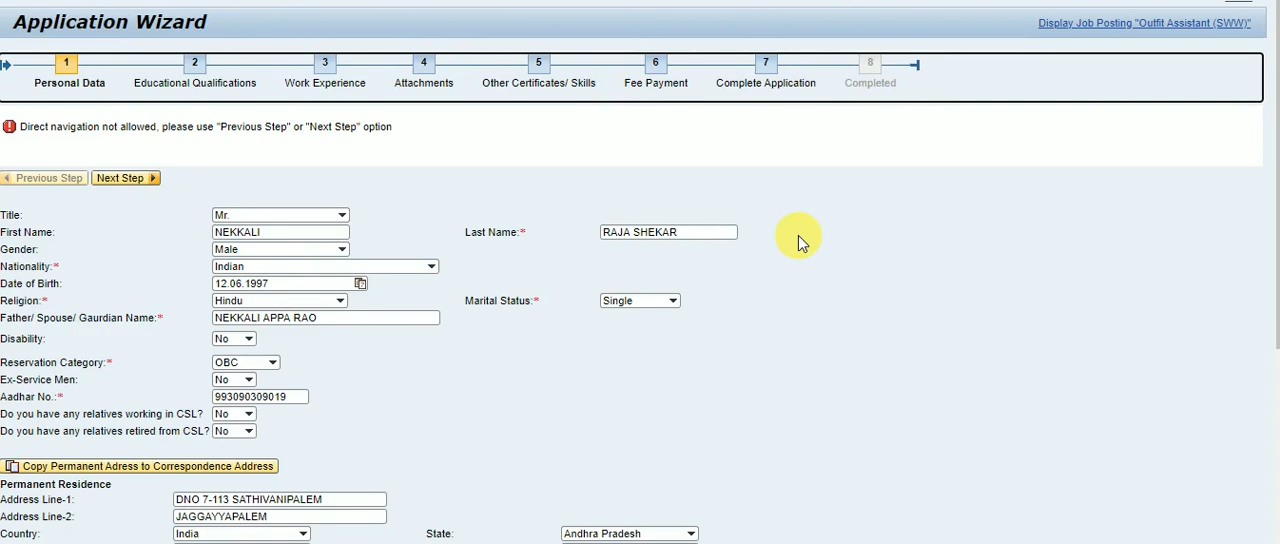 Application Wizard
Display Job Posting "Outfit Assistant (SWW)"
1 2 3 4 5 6 7 8
Personal Data Educational Qualifications Work Experience Attachments Other Certificates/ Skills Fee Payment Complete Application Completed
Direct navigation not allowed, please use "Previous Step" or "Next Step" option
Previous Step Next Step
Title: Mr.
First Name: NEKKALI Last Name:* RAJA SHEKAR
Gender: Male
Nationality:* Indian
Date of Birth: 12.06.1997
Religion:* Hindu Marital Status:* Single
Father/ Spouse/ Gaurdian Name:* NEKKALI APPA RAO
Disability: No
Reservation Category:* OBC
Ex-Service Men: No
Aadhar No.:* 993090309019
Do you have any relatives working in CSL? No
Do you have any relatives retired from CSL? No
Copy Permanent Adress to Correspondence Address
Permanent Residence
Address Line-1: DNO 7-113 SATHIVANIPALEM
Address Line-2: JAGGAYYAPALEM
Country: India State: Andhra Pradesh